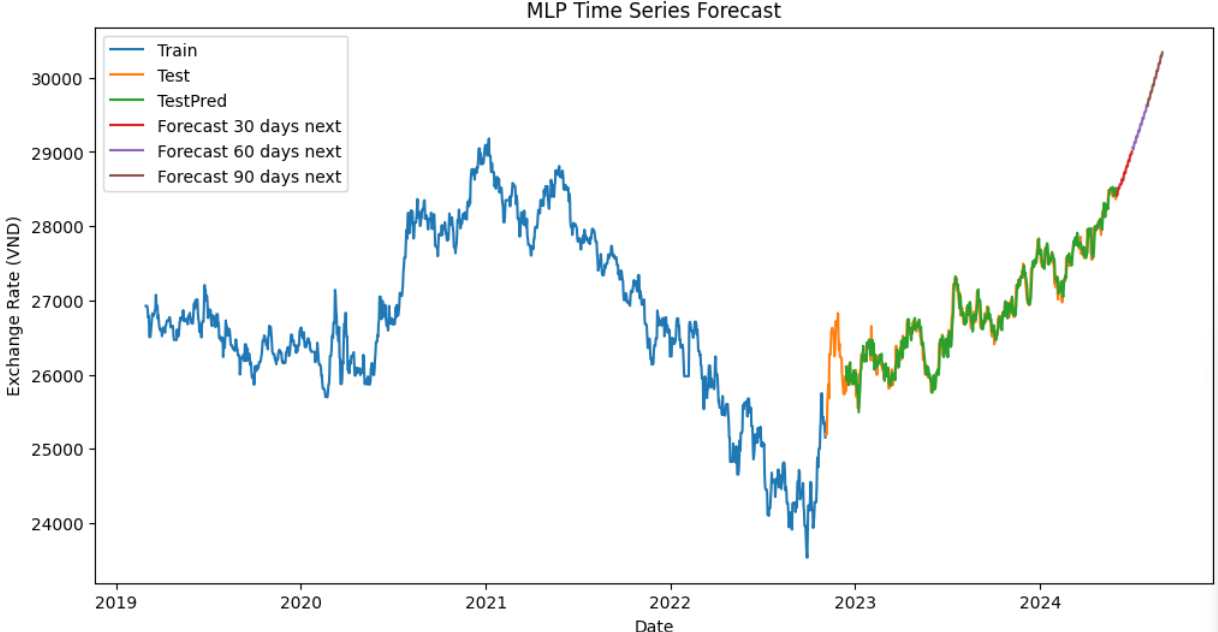 MLP Time Series Forecast
Train
Test
TestPred
Forecast 30 days next
Forecast 60 days next
Forecast 90 days next
Exchange Rate (VND)
30000
29000
28000
27000
26000
25000
24000
2019 2020 2021 2022 2023 2024
Date